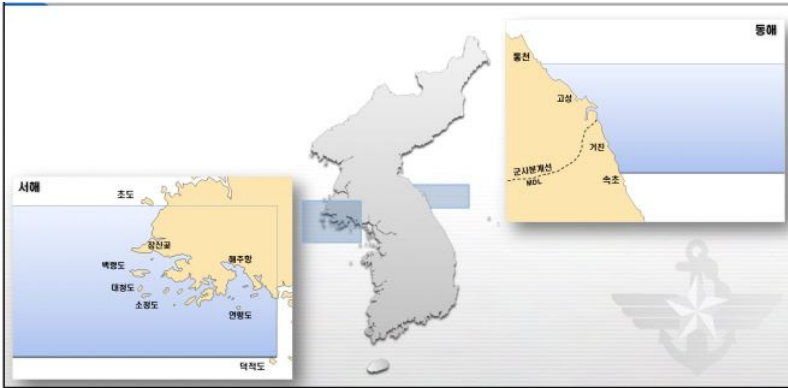 동해
통천
고성
거진
군사분계선
MDL
속초
서해
초도
장산곶
백령도
해주항
대청도
소청도
연평도
덕적도